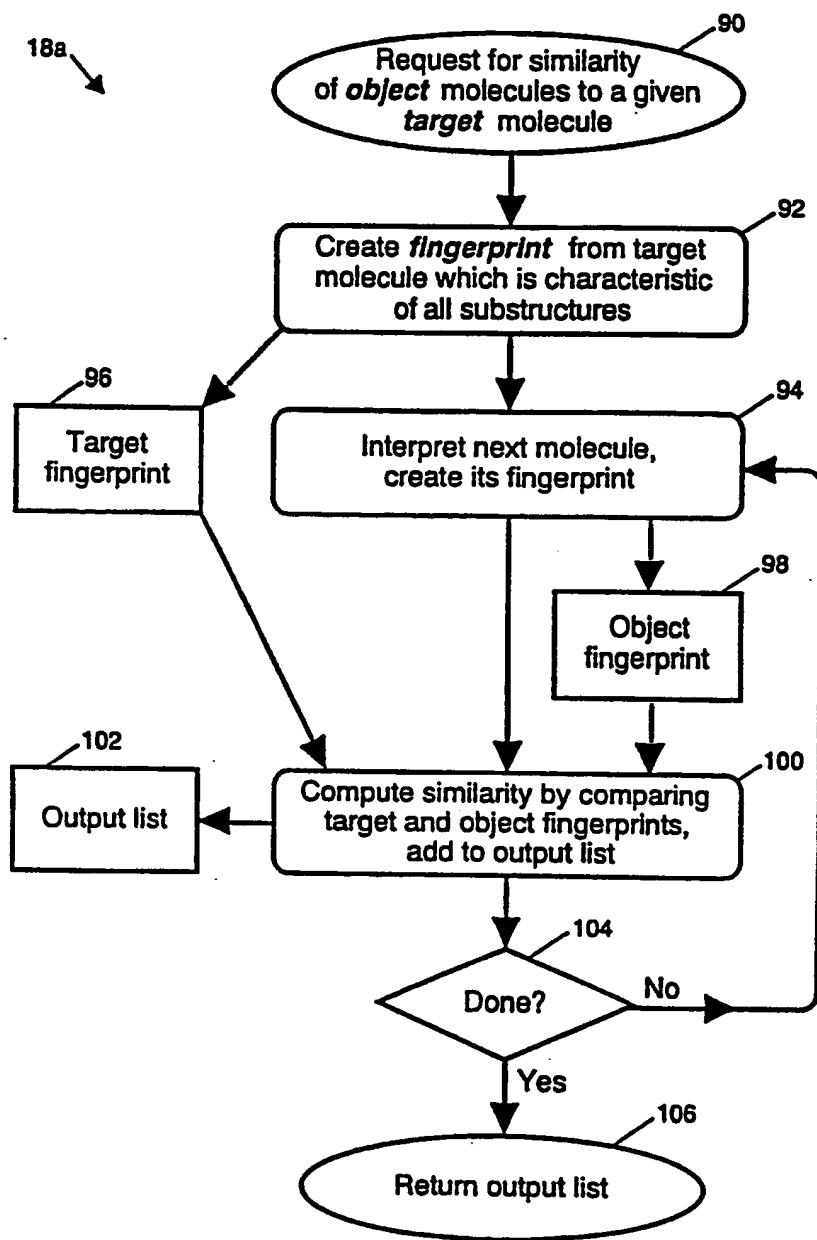 18a
90
Request for similarity
of object molecules to a given
target molecule
92
Create fingerprint from target
molecule which is characteristic
of all substructures
96
Target
fingerprint
94
Interpret next molecule,
create its fingerprint
98
Object
fingerprint
102
Output list
100
Compute similarity by comparing
target and object fingerprints,
add to output list
104
Done?
No
Yes
106
Return output list